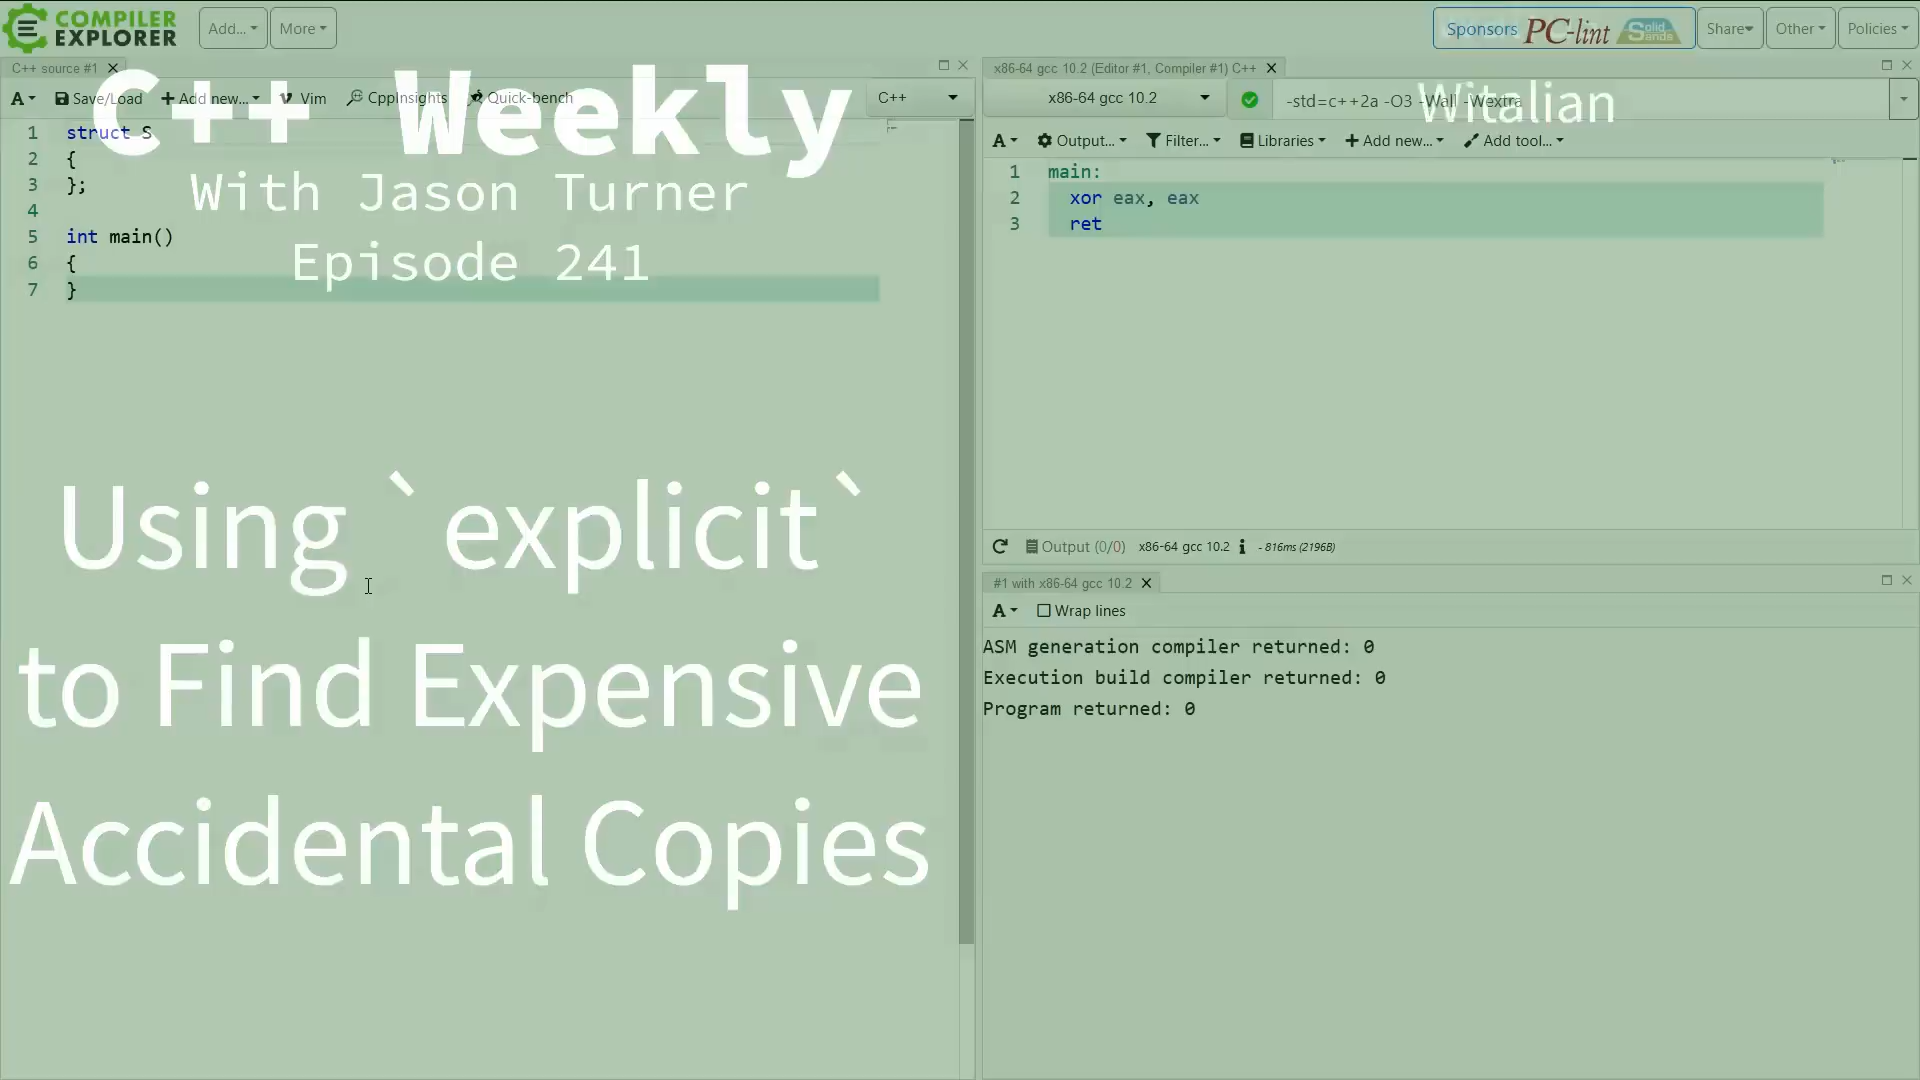 COMPILER
EXPLORER
Add...
More
Sponsors PC-lint Solid Sands
Share
Other
Policies
C++ source #1
A
Save/Load
Add new...
Vim
CppInsights
Quick-bench
C++
1 struct S
2 {
3 };
4
5 int main()
6 {
7 }
C++ Weekly
With Jason Turner
Episode 241
Using `explicit`
to Find Expensive
Accidental Copies
x86-64 gcc 10.2 (Editor #1, Compiler #1) C++
x86-64 gcc 10.2
-std=c++2a -O3 -Wall -Wextra
Witalian
A
Output...
Filter...
Libraries
Add new...
Add tool...
1 main:
2 xor eax, eax
3 ret
Output (0/0) x86-64 gcc 10.2 i - 816ms (2196B)
#1 with x86-64 gcc 10.2
A
Wrap lines
ASM generation compiler returned: 0
Execution build compiler returned: 0
Program returned: 0